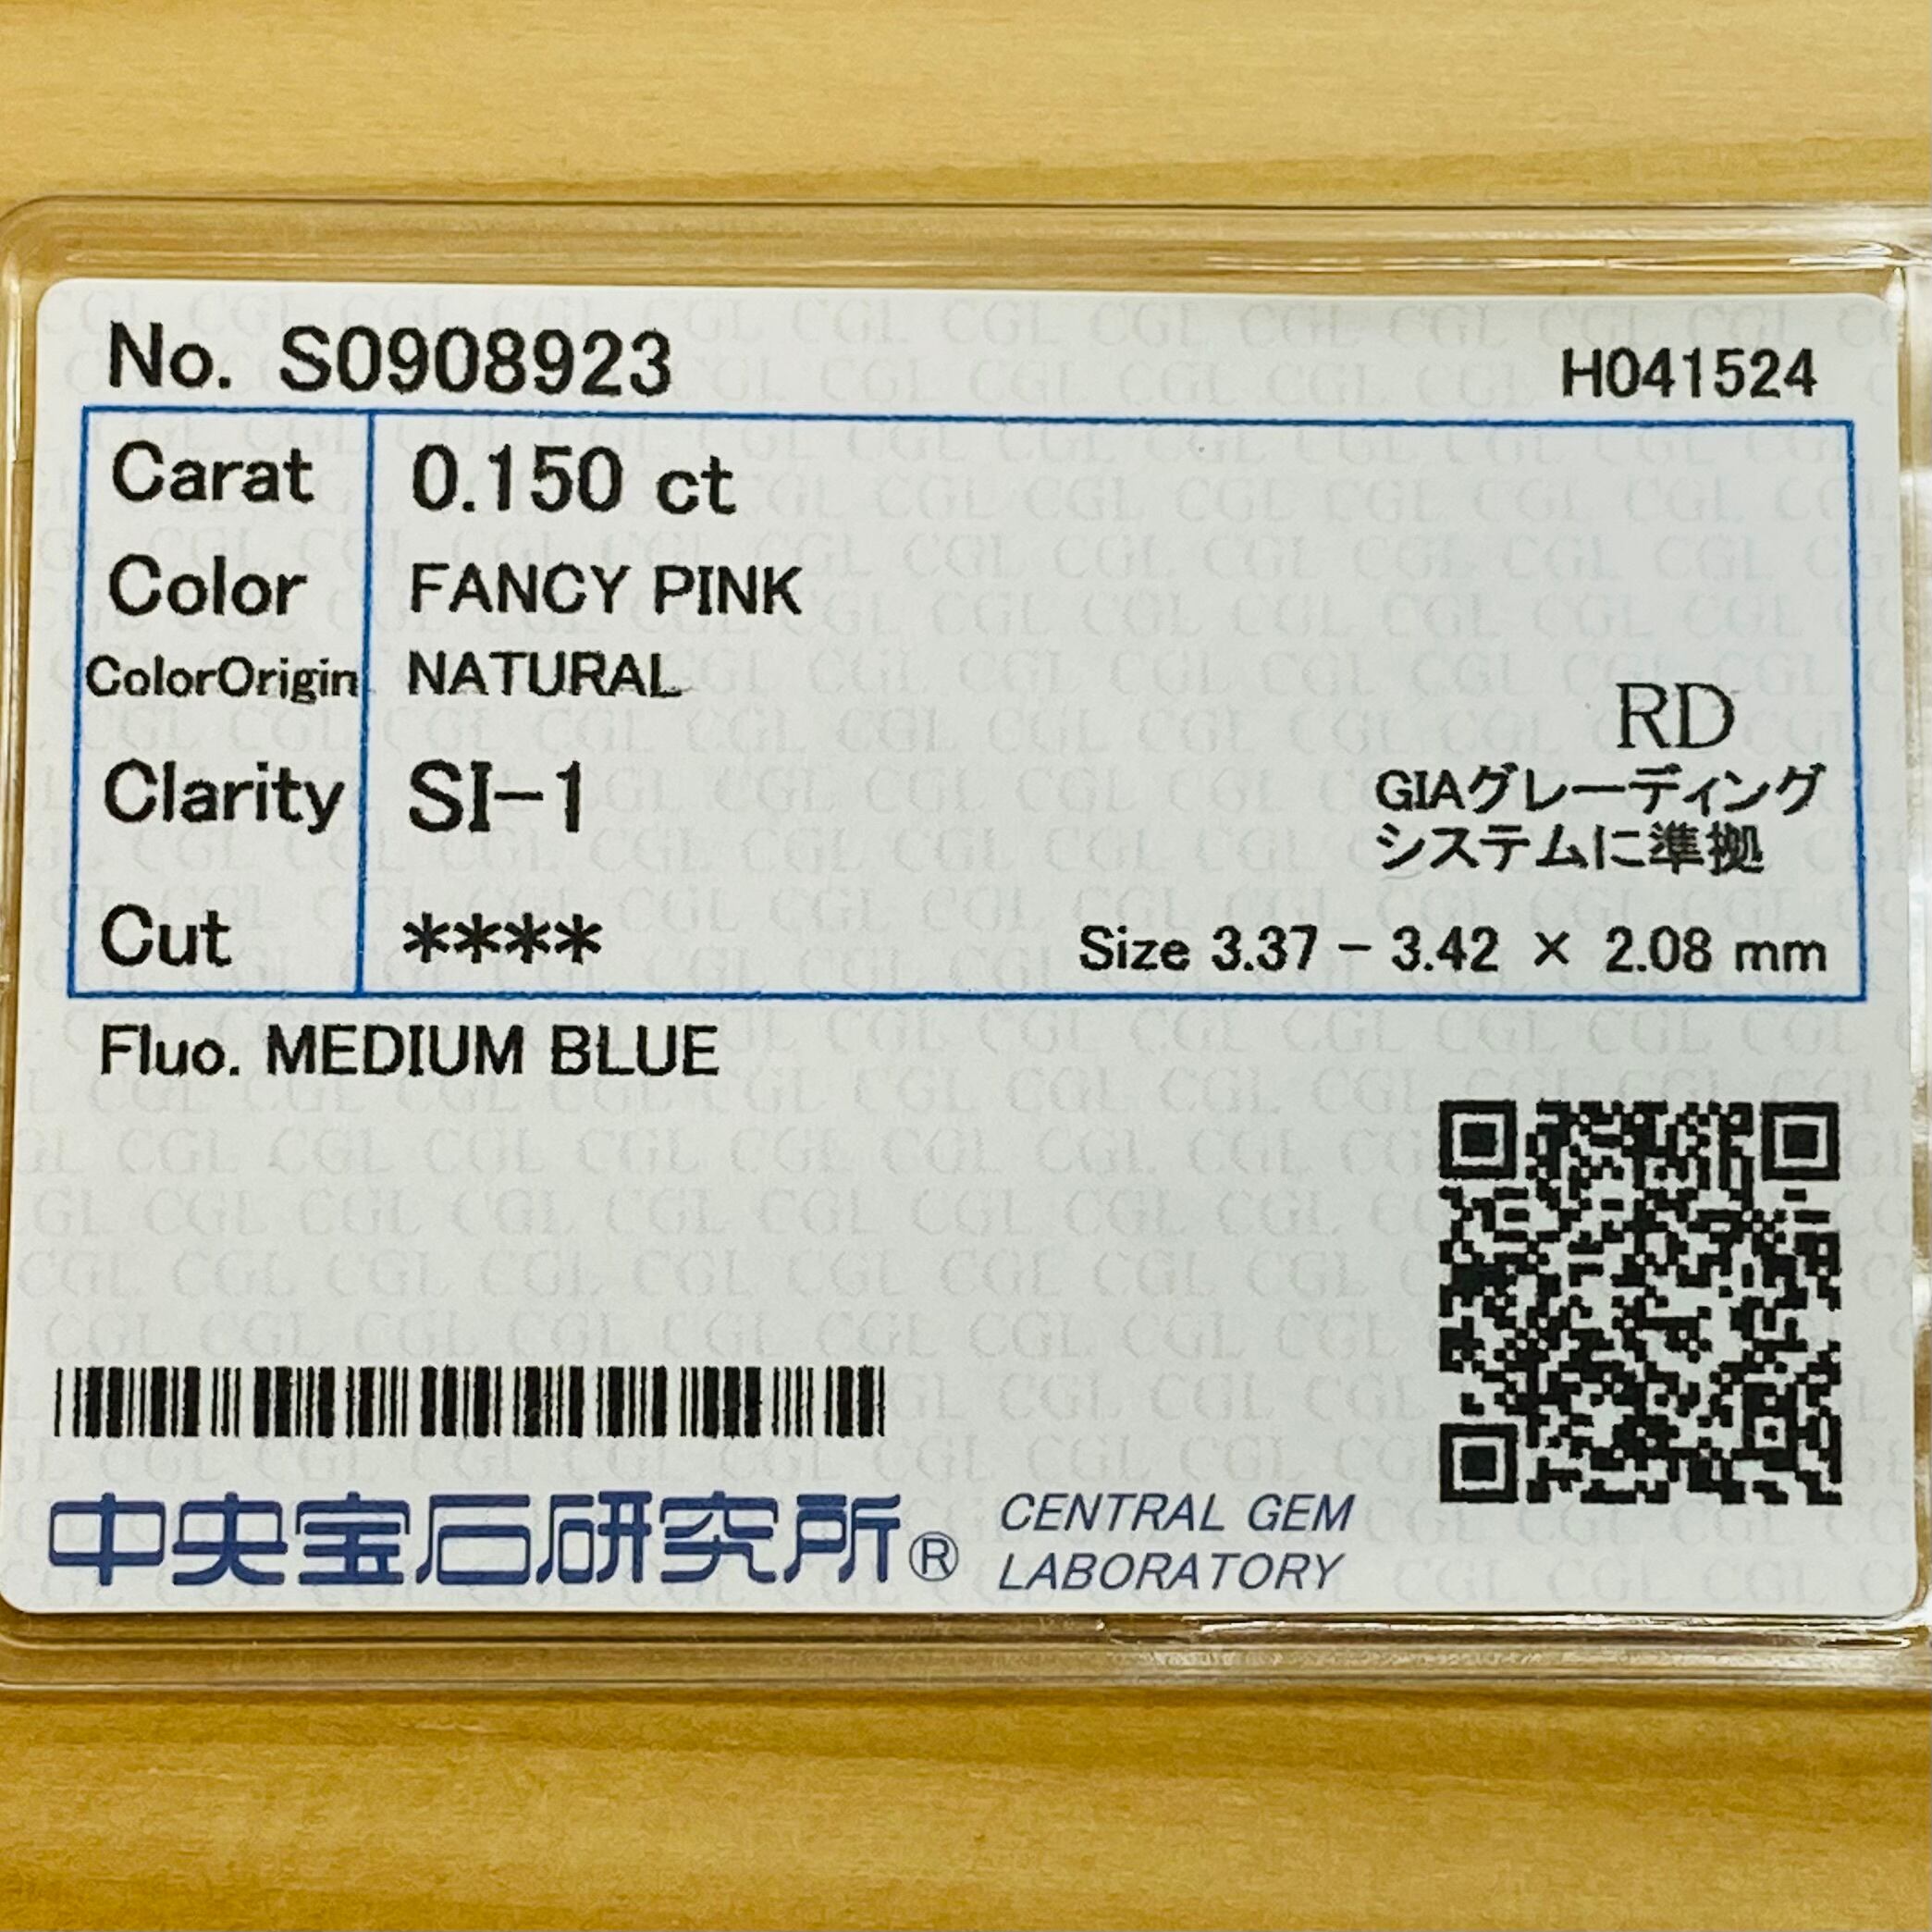 No. S0908923
H041524
Carat 0.150 ct
Color FANCY PINK
ColorOrigin NATURAL
RD
Clarity SI-1
GIAグレーディング
システムに準拠
Cut ****
Size 3.37 - 3.42 × 2.08 mm
Fluo. MEDIUM BLUE
中央宝石研究所®
CENTRAL GEM
LABORATORY